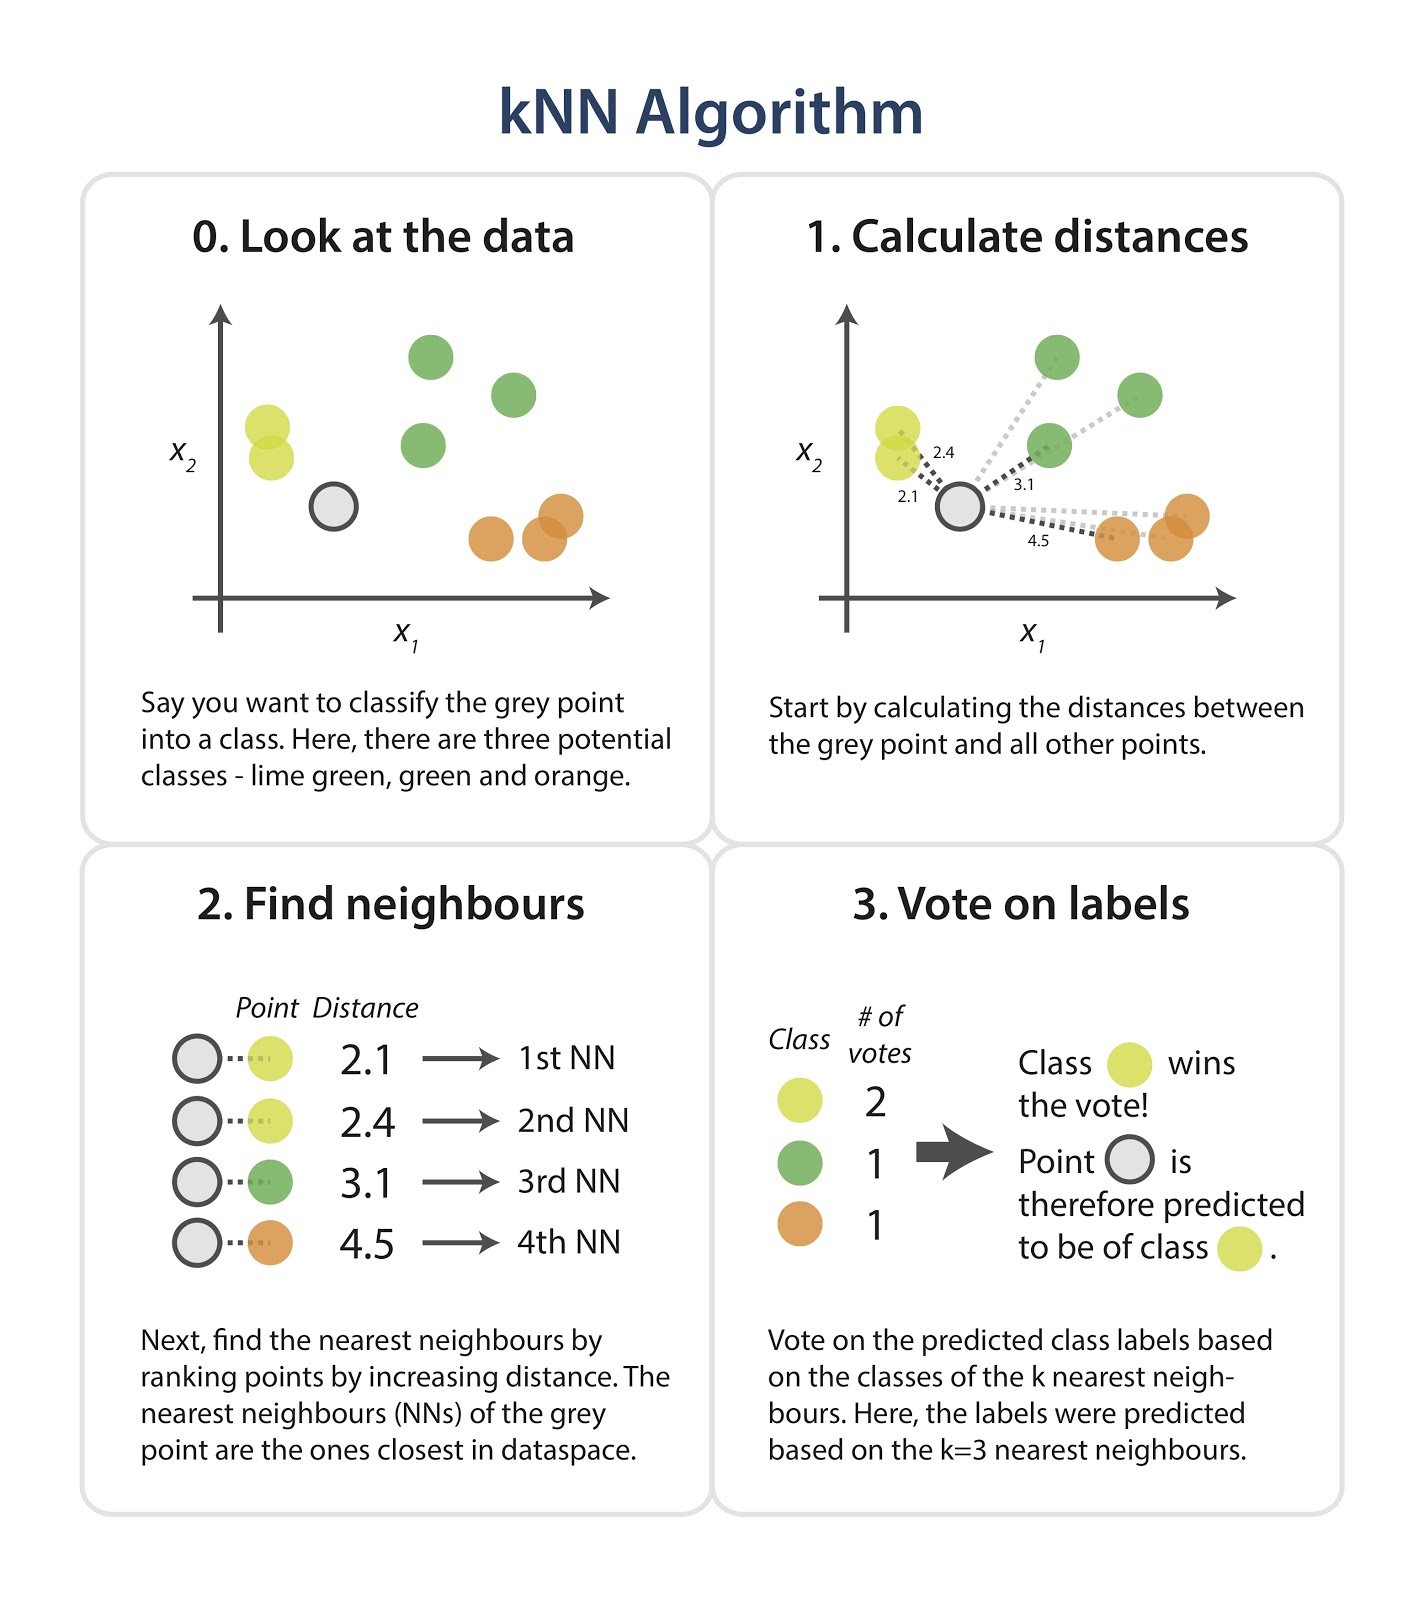 kNN Algorithm
0. Look at the data
x2
x1
Say you want to classify the grey point
into a class. Here, there are three potential
classes - lime green, green and orange.
1. Calculate distances
x2
2.4
2.1
3.1
4.5
x1
Start by calculating the distances between
the grey point and all other points.
2. Find neighbours
Point Distance
2.1 1st NN
2.4 2nd NN
3.1 3rd NN
4.5 4th NN
Next, find the nearest neighbours by
ranking points by increasing distance. The
nearest neighbours (NNs) of the grey
point are the ones closest in dataspace.
3. Vote on labels
Class # of
votes
2
1
1
Class wins
the vote!
Point is
therefore predicted
to be of class .
Vote on the predicted class labels based
on the classes of the k nearest neigh-
bours. Here, the labels were predicted
based on the k=3 nearest neighbours.